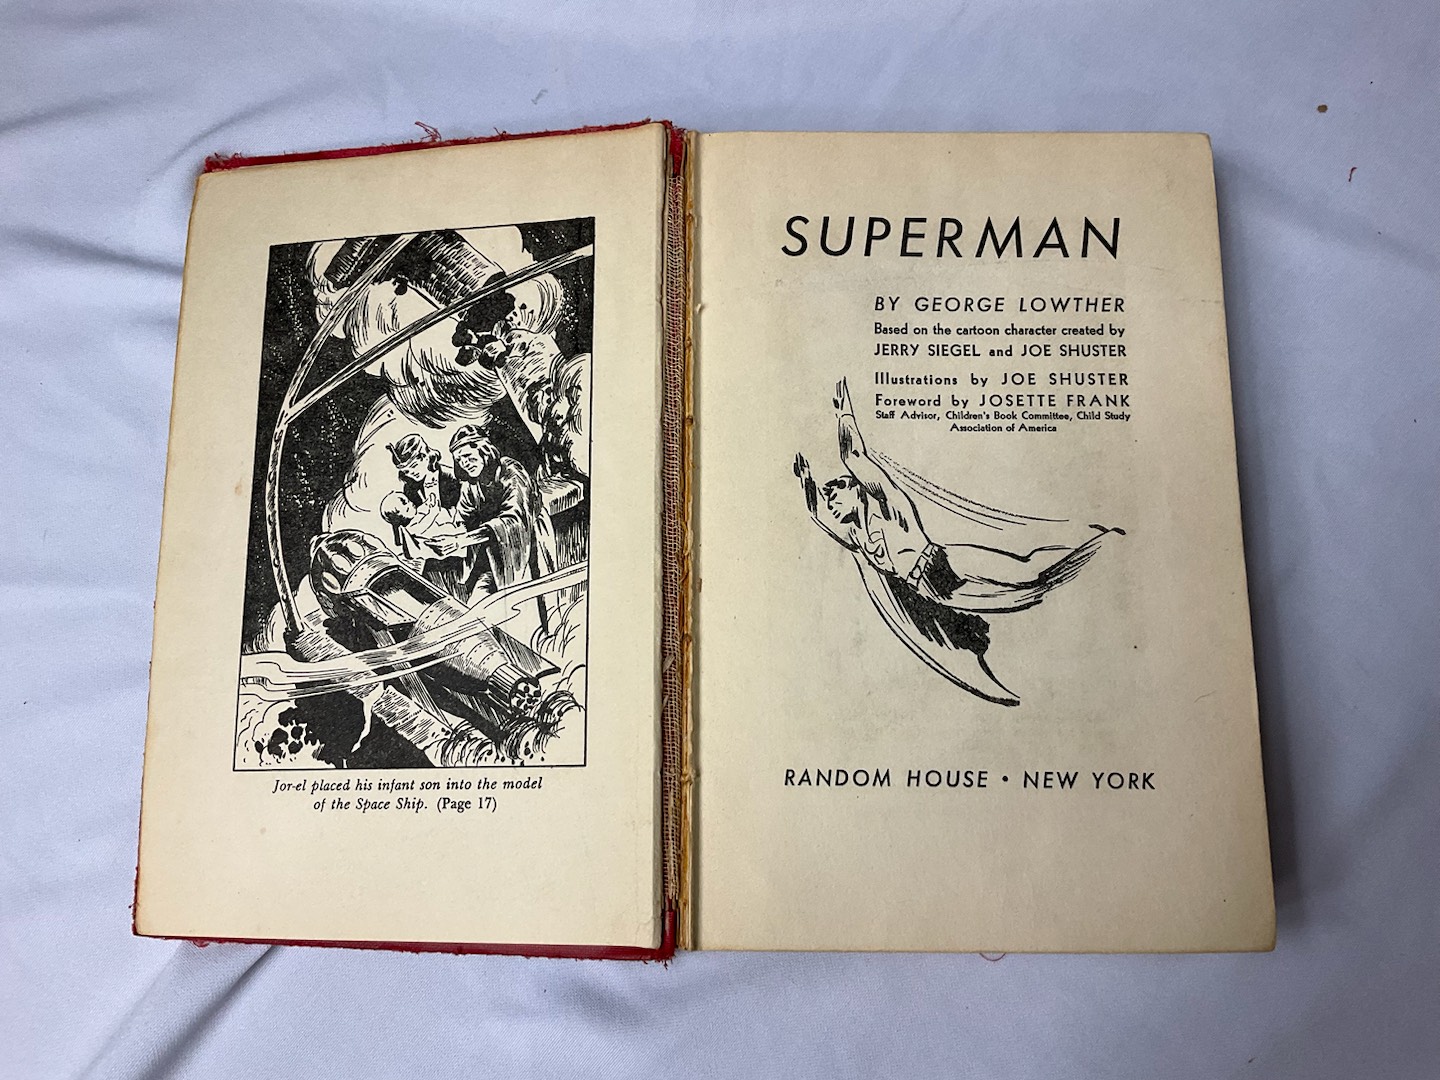 Jor-el placed his infant son into the model
of the Space Ship. (Page 17)
SUPERMAN
BY GEORGE LOWTHER
Based on the cartoon character created by
JERRY SIEGEL and JOE SHUSTER
Illustrations by JOE SHUSTER
Foreword by JOSETTE FRANK
Staff Advisor, Children's Book Committee, Child Study
Association of America
RANDOM HOUSE • NEW YORK